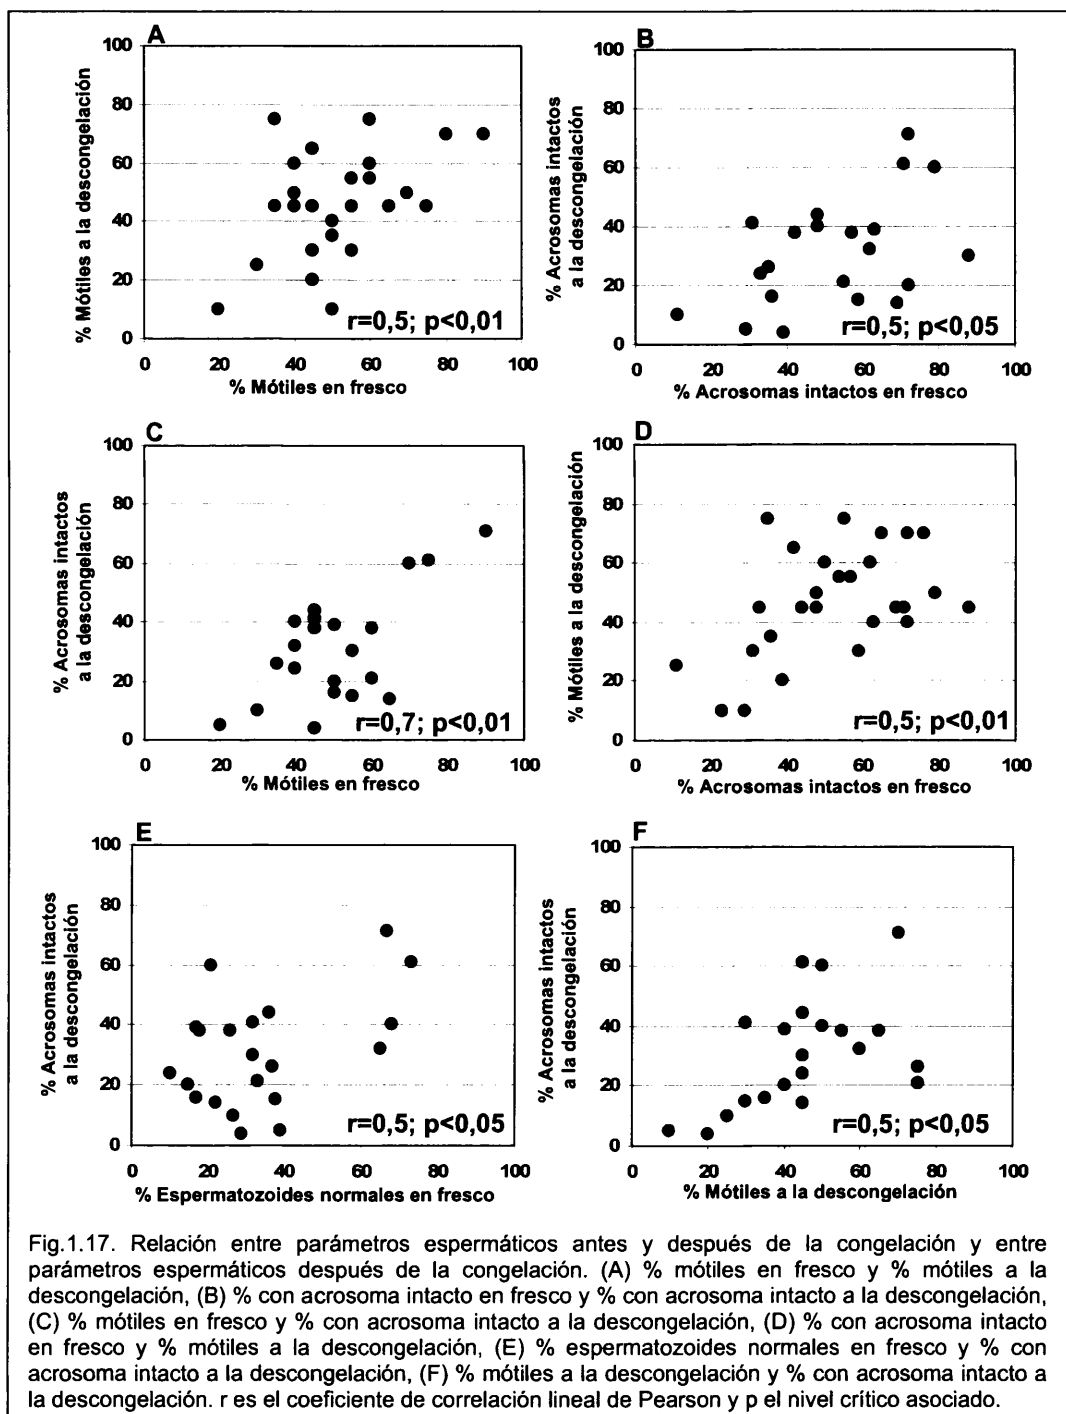 A
100
80
60
40
20
0
% Mótiles a la descongelación
r=0,5; p<0,01
0 20 40 60 80 100
% Mótiles en fresco
B
100
80
60
40
20
0
% Acrosomas intactos
a la descongelación
r=0,5; p<0,05
0 20 40 60 80 100
% Acrosomas intactos en fresco
C
100
80
60
40
20
0
% Acrosomas intactos
a la descongelación
r=0,7; p<0,01
0 20 40 60 80 100
% Mótiles en fresco
D
100
80
60
40
20
0
% Mótiles a la descongelación
r=0,5; p<0,01
0 20 40 60 80 100
% Acrosomas intactos en fresco
E
100
80
60
40
20
0
% Acrosomas intactos
a la descongelación
r=0,5; p<0,05
0 20 40 60 80 100
% Espermatozoides normales en fresco
F
100
80
60
40
20
0
% Acrosomas intactos
a la descongelación
r=0,5; p<0,05
0 20 40 60 80 100
% Mótiles a la descongelación
Fig.1.17. Relación entre parámetros espermáticos antes y después de la congelación y entre
parámetros espermáticos después de la congelación. (A) % mótiles en fresco y % mótiles a la
descongelación, (B) % con acrosoma intacto en fresco y % con acrosoma intacto a la descongelación,
(C) % mótiles en fresco y % con acrosoma intacto a la descongelación, (D) % con acrosoma intacto
en fresco y % mótiles a la descongelación, (E) % espermatozoides normales en fresco y % con
acrosoma intacto a la descongelación, (F) % mótiles a la descongelación y % con acrosoma intacto a
la descongelación. r es el coeficiente de correlación lineal de Pearson y p el nivel crítico asociado.